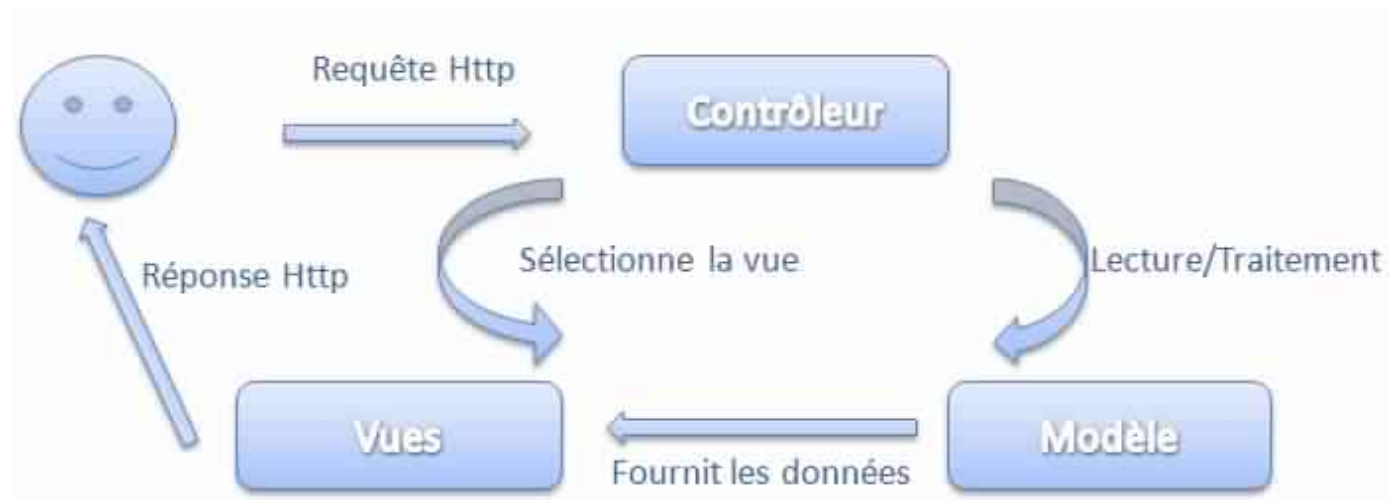 Requête Http
Contrôleur
Sélectionne la vue
Lecture/Traitement
Réponse Http
Vues
Modèle
Fournit les données